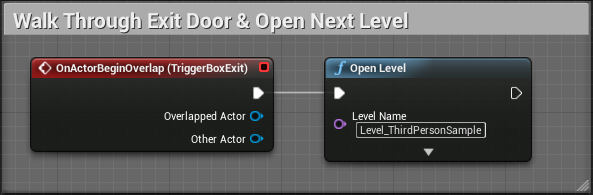 Walk Through Exit Door & Open Next Level
OnActorBeginOverlap (TriggerBoxExit)
Overlapped Actor
Other Actor
f Open Level
Level Name
Level_ThirdPersonSample